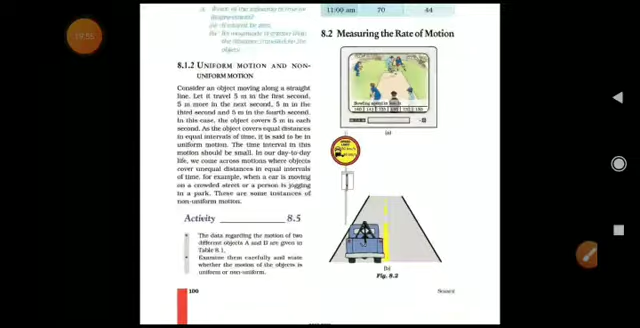 8.1.2 UNIFORM MOTION AND NON-
UNIFORM MOTION
Consider an object moving along a straight
line. Let it travel 5 m in the first second,
5 m more in the next second, 5 m in the
third second and 5 m in the fourth second.
In this case, the object covers 5 m in each
second. As the object covers equal distances
in equal intervals of time, it is said to be in
uniform motion. The time interval in this
motion should be small. In our day-to-day
life, we come across motions where objects
cover unequal distances in equal intervals
of time, for example, when a car is moving
on a crowded street or a person is jogging
in a park. These are some instances of
non-uniform motion.
Activity 8.5
• The data regarding the motion of two
different objects A and B are given in
Table 8.1.
• Examine them carefully and state
whether the motion of the objects is
uniform or non-uniform.
100
11:00 am 70 44
8.2 Measuring the Rate of Motion
(a)
(b)
Fig. 8.2